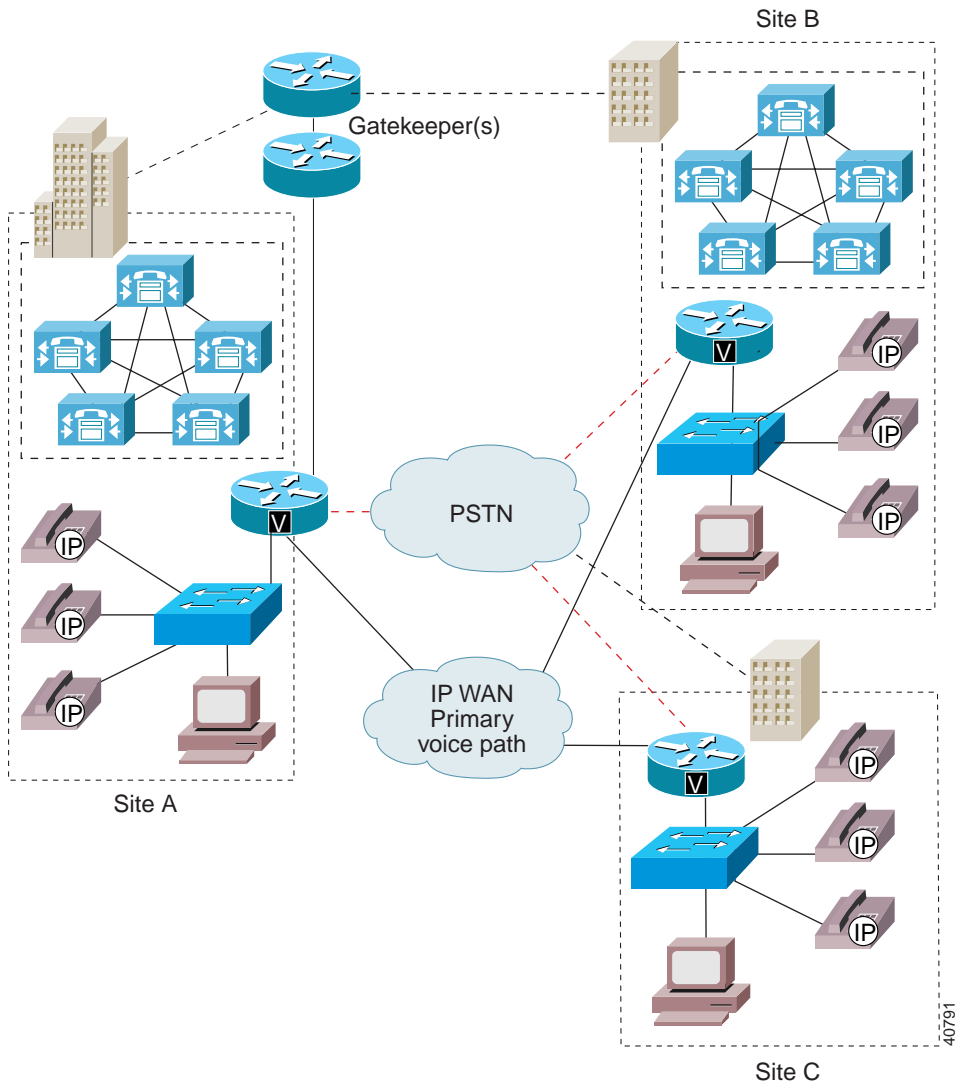 Site B
Gatekeeper(s)
V
IP
IP
IP
PSTN
V
IP
IP
IP
IP WAN
Primary
voice path
Site A
V
IP
IP
IP
Site C
40791